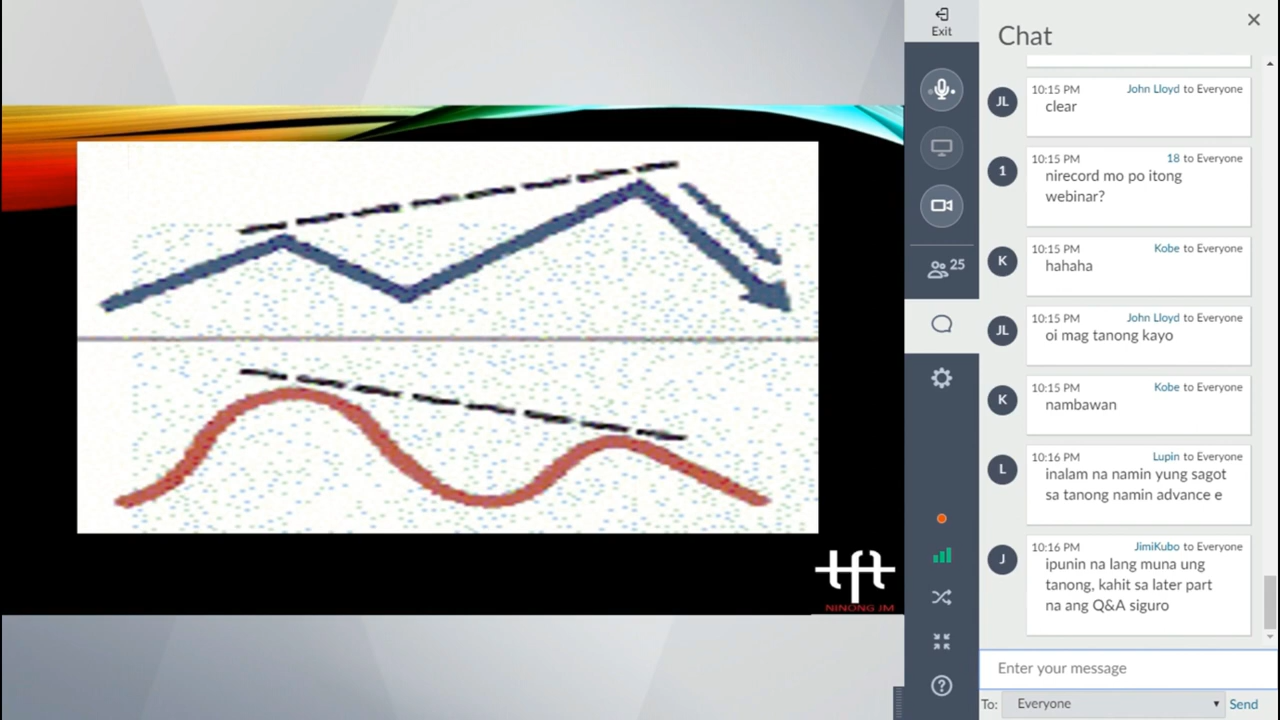 Exit
25
Chat
10:15 PM John Lloyd to Everyone
JL
clear
10:15 PM 18 to Everyone
1
nirecord mo po itong
webinar?
10:15 PM Kobe to Everyone
K
hahaha
10:15 PM John Lloyd to Everyone
JL
oi mag tanong kayo
10:15 PM Kobe to Everyone
K
nambawan
10:16 PM Lupin to Everyone
L
inalam na namin yung sagot
sa tanong namin advance e
10:16 PM JimiKubo to Everyone
J
ipunin na lang muna ung
tanong, kahit sa later part
na ang Q&A siguro
Enter your message
To: Everyone Send
tft
NINONG JM